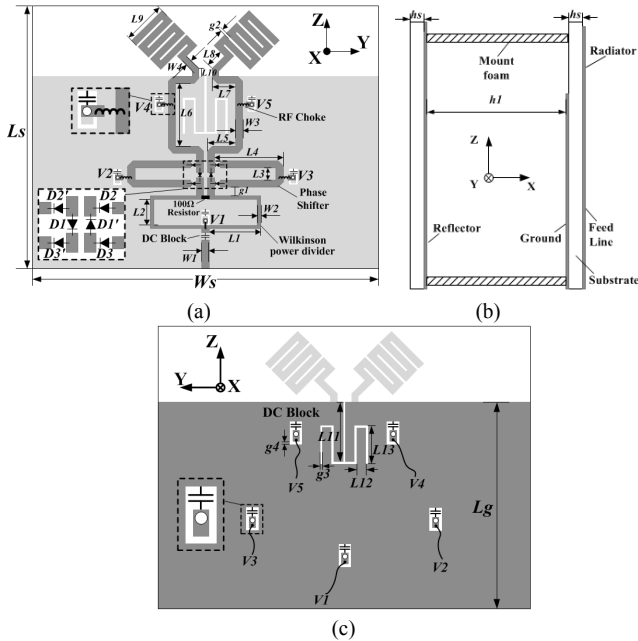 L9
g2
W4
L8
L10
Z
X
Y
L7
V4
V5
L6
RF Choke
Ls
L5
W3
L4
V2
L3
V3
g1
Phase
Shifter
D2'
D2
D1
D1'
D3'
D3
100Ω
Resistor
V1
L2
W2
L1
DC Block
W1
Wilkinson
power divider
Ws
(a)
hs
hs
Mount
foam
Radiator
h1
Z
Y
X
Reflector
Ground
Feed
Line
Substrate
(b)
Z
Y
X
DC Block
L11
L13
g4
g3
L12
V5
V4
Lg
V3
V2
V1
(c)